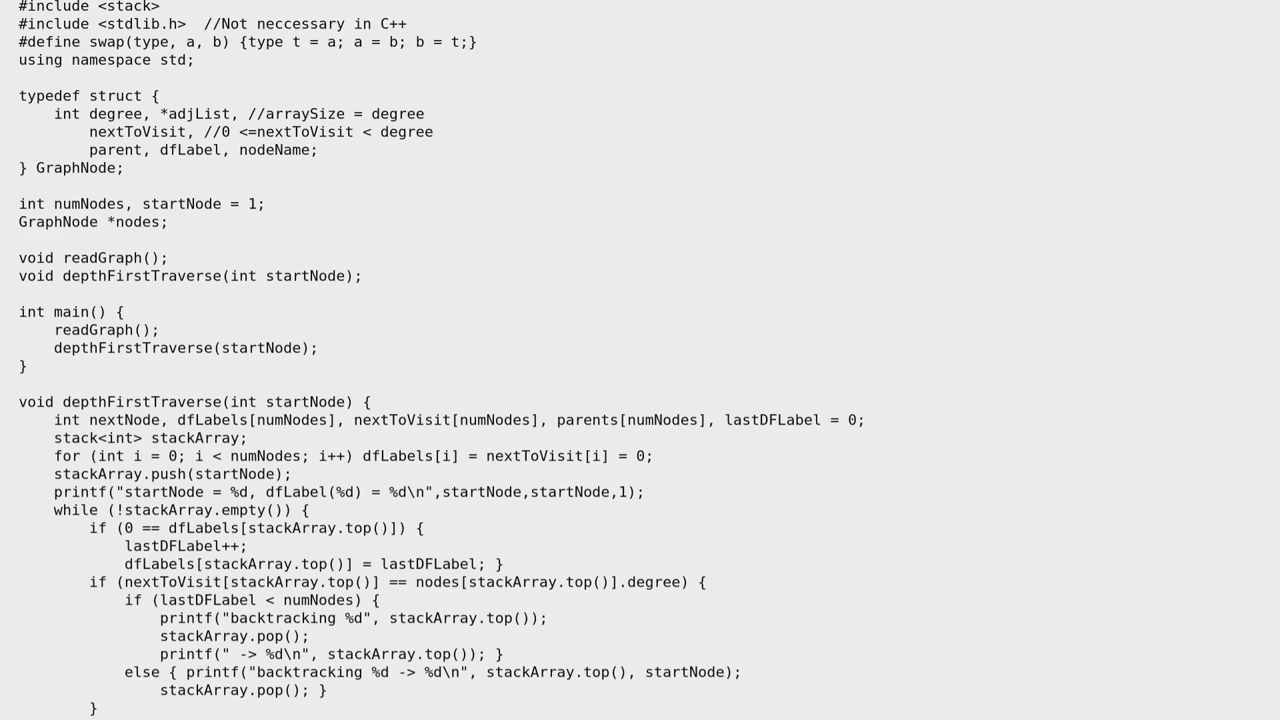 #include <stack>
#include <stdlib.h>  //Not neccessary in C++
#define swap(type, a, b) {type t = a; a = b; b = t;}
using namespace std;

typedef struct {
    int degree, *adjList, //arraySize = degree
        nextToVisit, //0 <=nextToVisit < degree
        parent, dfLabel, nodeName;
} GraphNode;

int numNodes, startNode = 1;
GraphNode *nodes;

void readGraph();
void depthFirstTraverse(int startNode);

int main() {
    readGraph();
    depthFirstTraverse(startNode);
}

void depthFirstTraverse(int startNode) {
    int nextNode, dfLabels[numNodes], nextToVisit[numNodes], parents[numNodes], lastDFLabel = 0;
    stack<int> stackArray;
    for (int i = 0; i < numNodes; i++) dfLabels[i] = nextToVisit[i] = 0;
    stackArray.push(startNode);
    printf("startNode = %d, dfLabel(%d) = %d\n",startNode,startNode,1);
    while (!stackArray.empty()) {
        if (0 == dfLabels[stackArray.top()]) {
            lastDFLabel++;
            dfLabels[stackArray.top()] = lastDFLabel; }
        if (nextToVisit[stackArray.top()] == nodes[stackArray.top()].degree) {
            if (lastDFLabel < numNodes) {
                printf("backtracking %d", stackArray.top());
                stackArray.pop();
                printf(" -> %d\n", stackArray.top()); }
            else { printf("backtracking %d -> %d\n", stackArray.top(), startNode);
                stackArray.pop(); }
        }